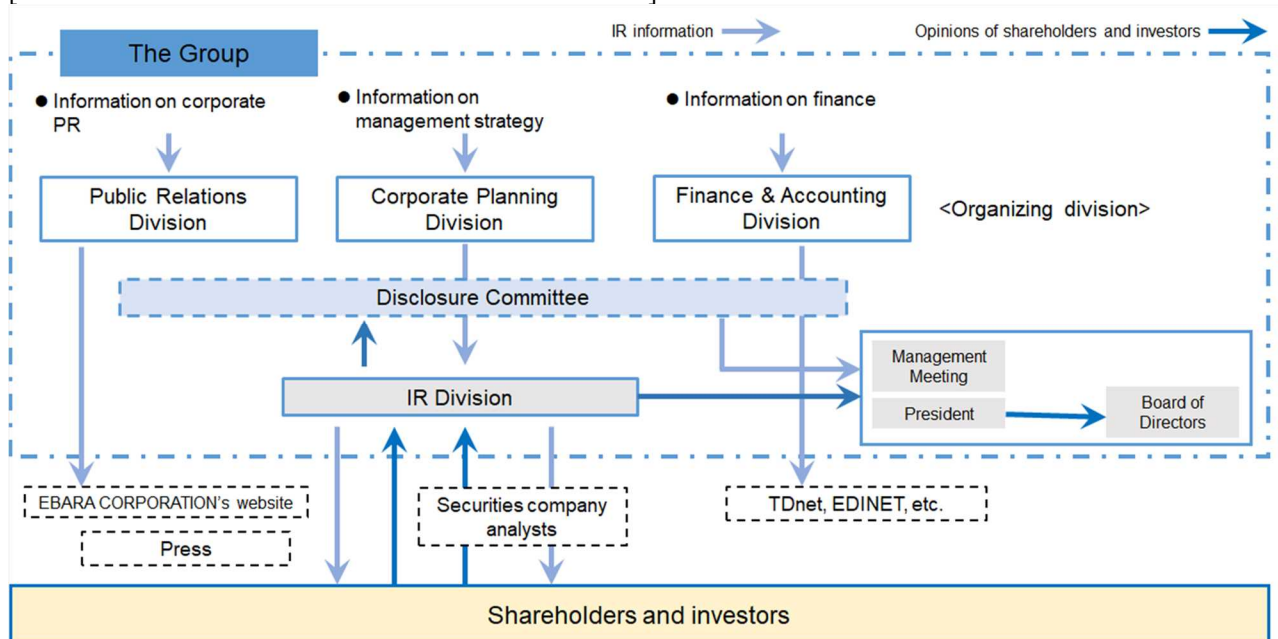 IR information
Opinions of shareholders and investors
The Group
● Information on corporate
PR
● Information on
management strategy
● Information on finance
Public Relations
Division
Corporate Planning
Division
Finance & Accounting
Division
<Organizing division>
Disclosure Committee
Management
Meeting
IR Division
President
Board of
Directors
EBARA CORPORATION's website
Press
Securities company
analysts
TDnet, EDINET, etc.
Shareholders and investors